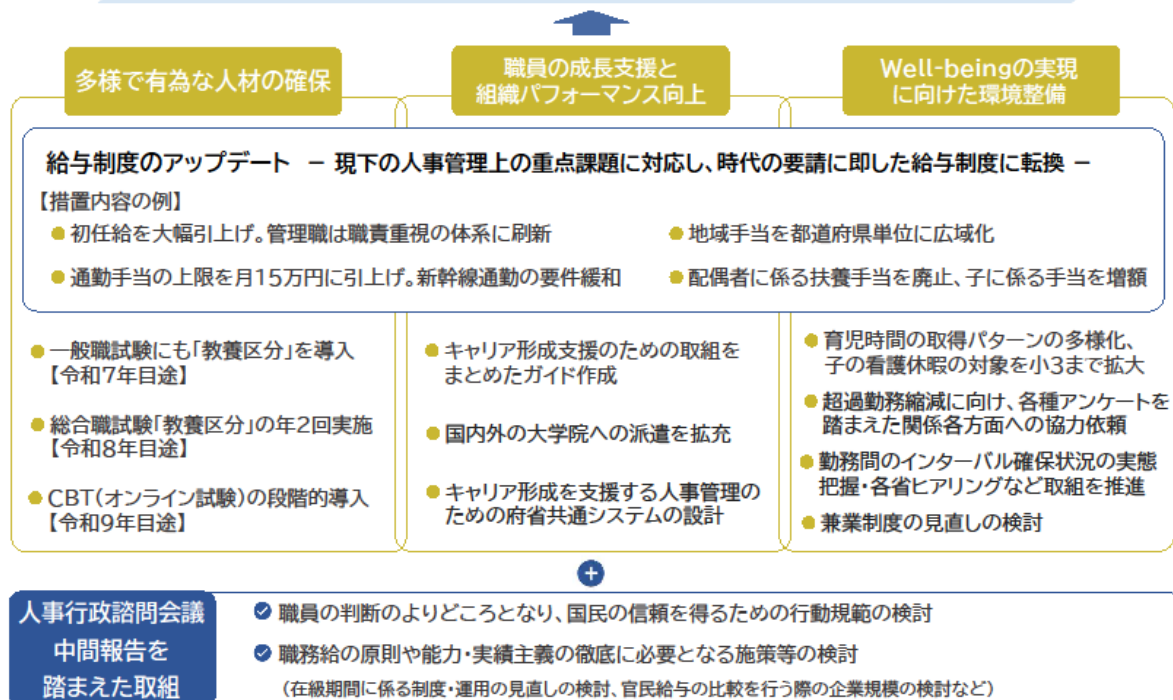 多様で有為な人材の確保
職員の成長支援と
組織パフォーマンス向上
Well-beingの実現
に向けた環境整備
給与制度のアップデート － 現下の人事管理上の重点課題に対応し、時代の要請に即した給与制度に転換 －
【措置内容の例】
● 初任給を大幅引上げ。管理職は職責重視の体系に刷新
● 地域手当を都道府県単位に広域化
● 通勤手当の上限を月15万円に引上げ。新幹線通勤の要件緩和
● 配偶者に係る扶養手当を廃止、子に係る手当を増額
● 一般職試験にも「教養区分」を導入
【令和7年目途】
● 総合職試験「教養区分」の年2回実施
【令和8年目途】
● CBT(オンライン試験)の段階的導入
【令和9年目途】
● キャリア形成支援のための取組を
まとめたガイド作成
● 国内外の大学院への派遣を拡充
● キャリア形成を支援する人事管理の
ための府省共通システムの設計
● 育児時間の取得パターンの多様化、
子の看護休暇の対象を小3まで拡大
● 超過勤務縮減に向け、各種アンケートを
踏まえた関係各方面への協力依頼
● 勤務間のインターバル確保状況の実態
把握・各省ヒアリングなど取組を推進
● 兼業制度の見直しの検討
+
人事行政諮問会議
中間報告を
踏まえた取組
職員の判断のよりどころとなり、国民の信頼を得るための行動規範の検討
職務給の原則や能力・実績主義の徹底に必要となる施策等の検討
(在級期間に係る制度・運用の見直しの検討、官民給与の比較を行う際の企業規模の検討など)